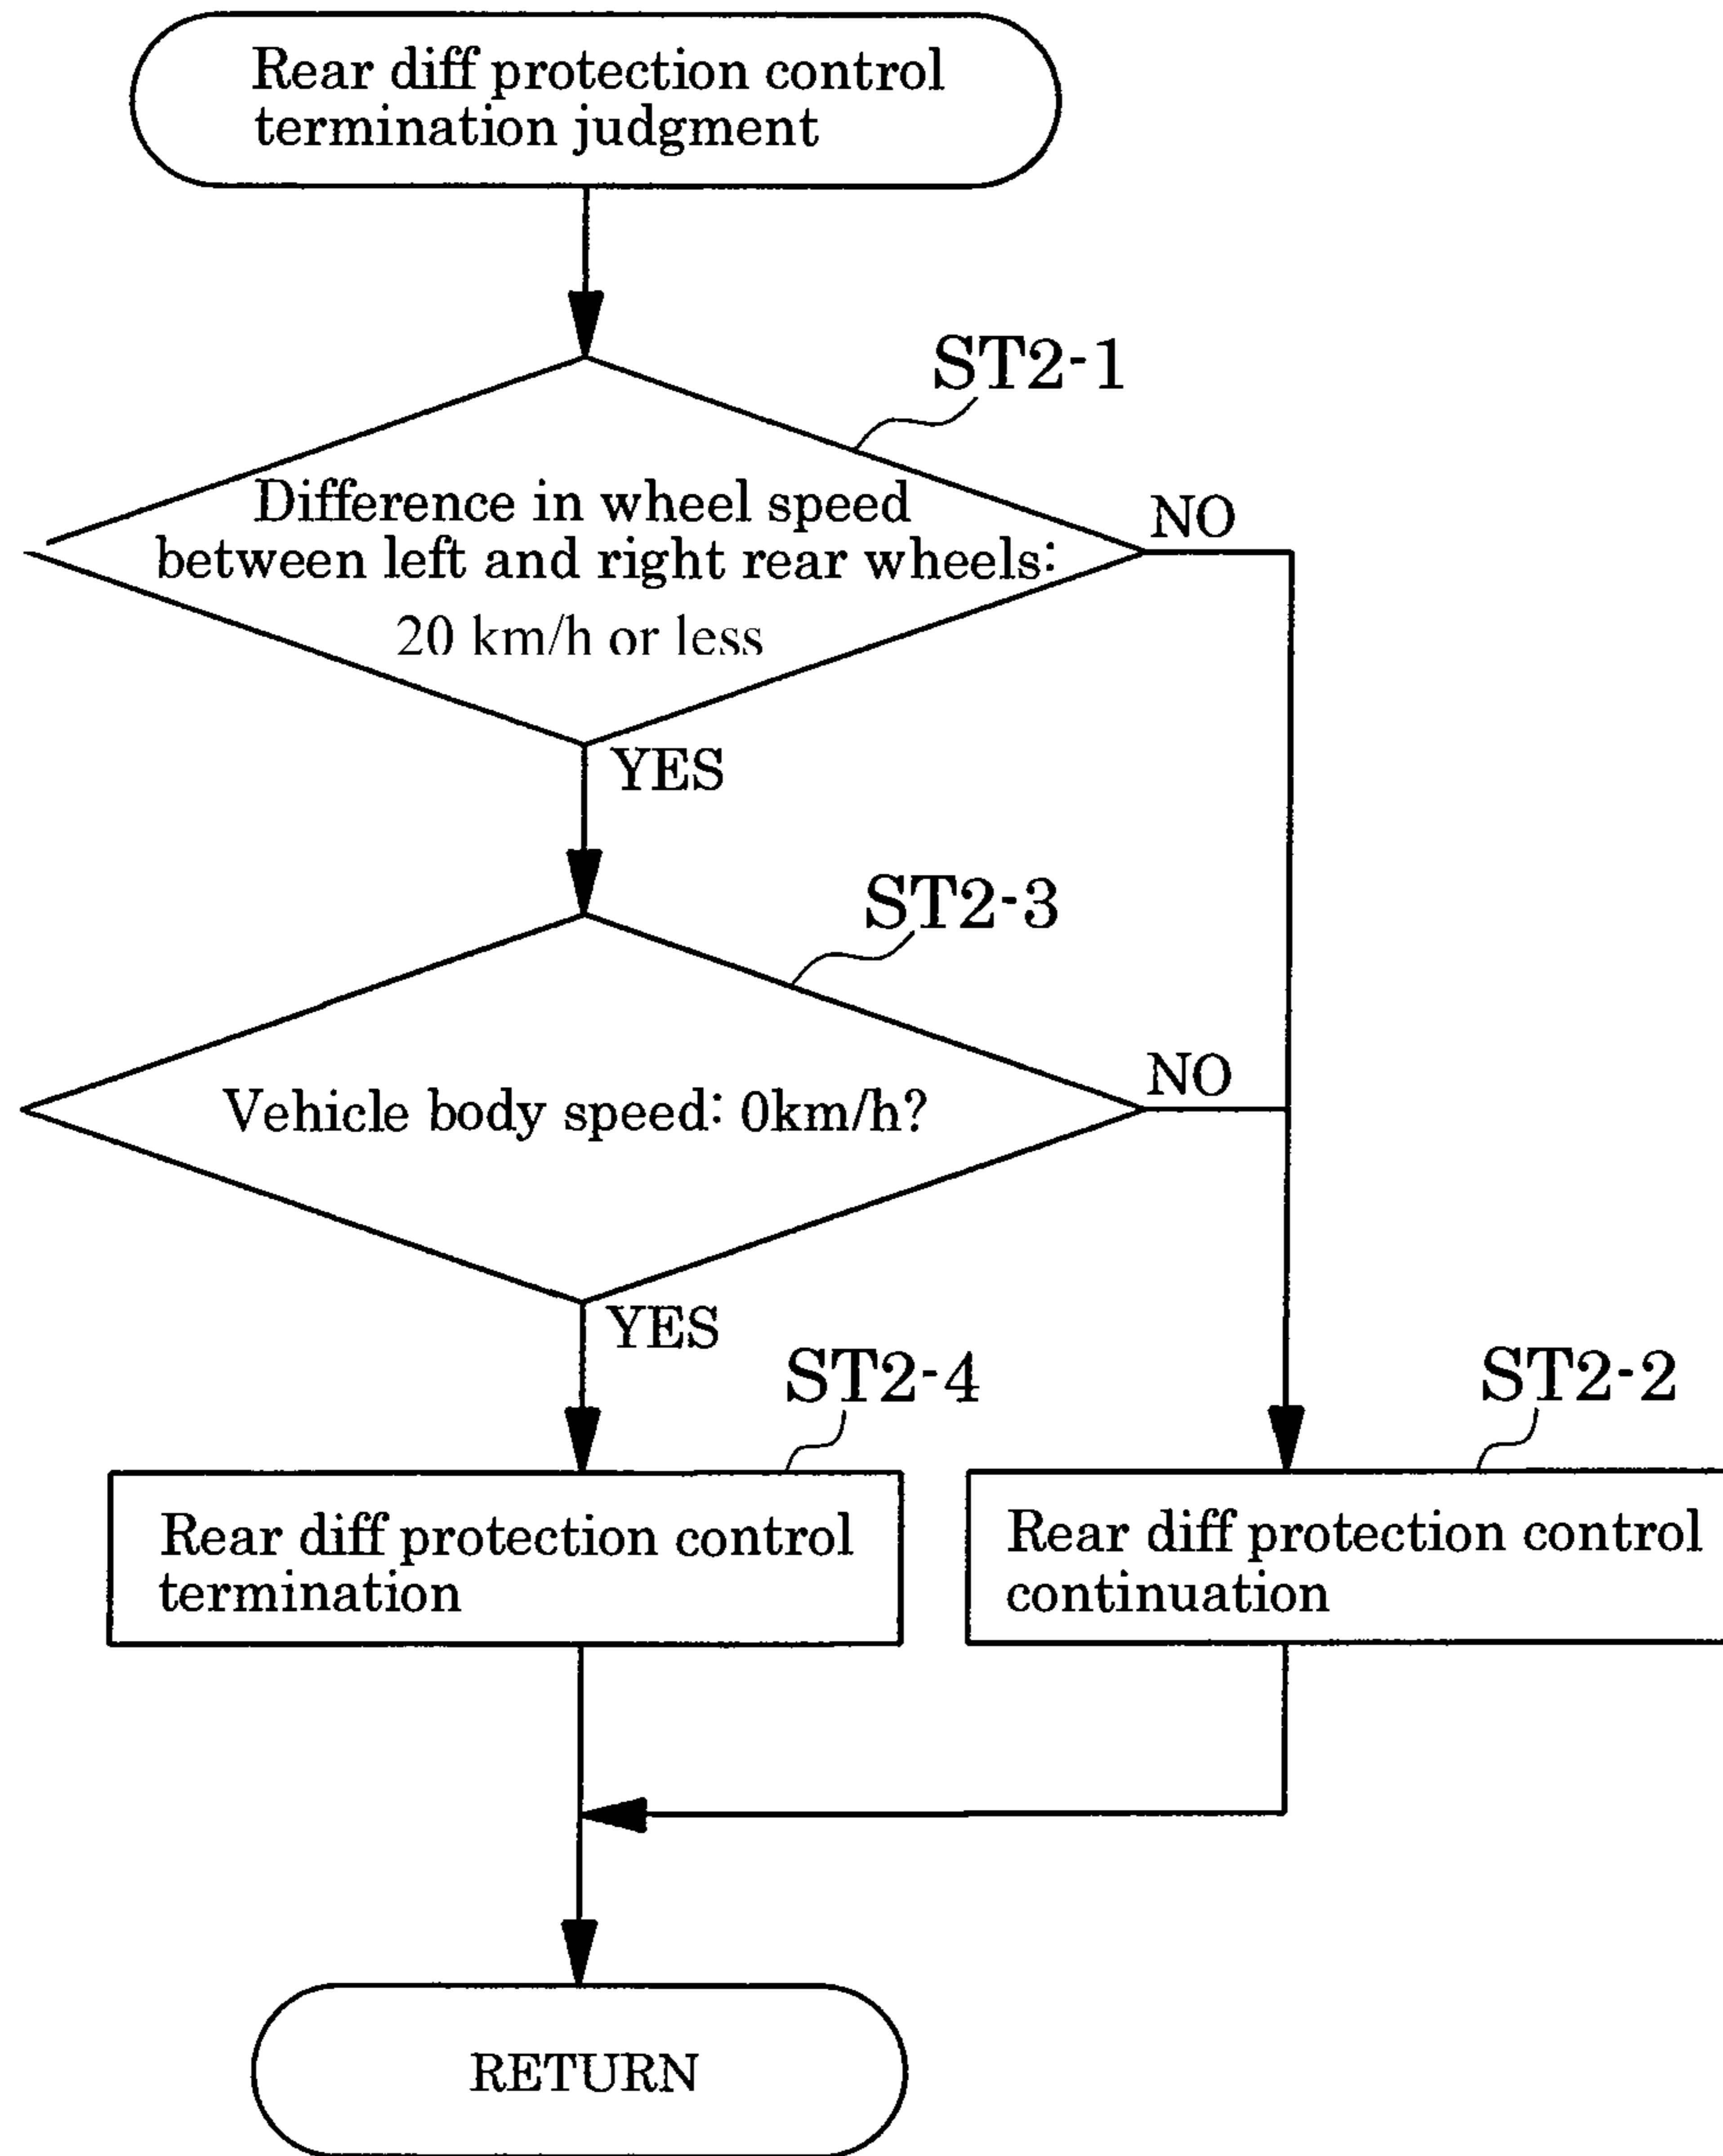 Rear diff protection control
termination judgment
ST2-1
Difference in wheel speed
between left and right rear wheels:
20 km/h or less
NO
YES
ST2-3
Vehicle body speed: 0km/h?
NO
YES
ST2-4
ST2-2
Rear diff protection control
termination
Rear diff protection control
continuation
RETURN